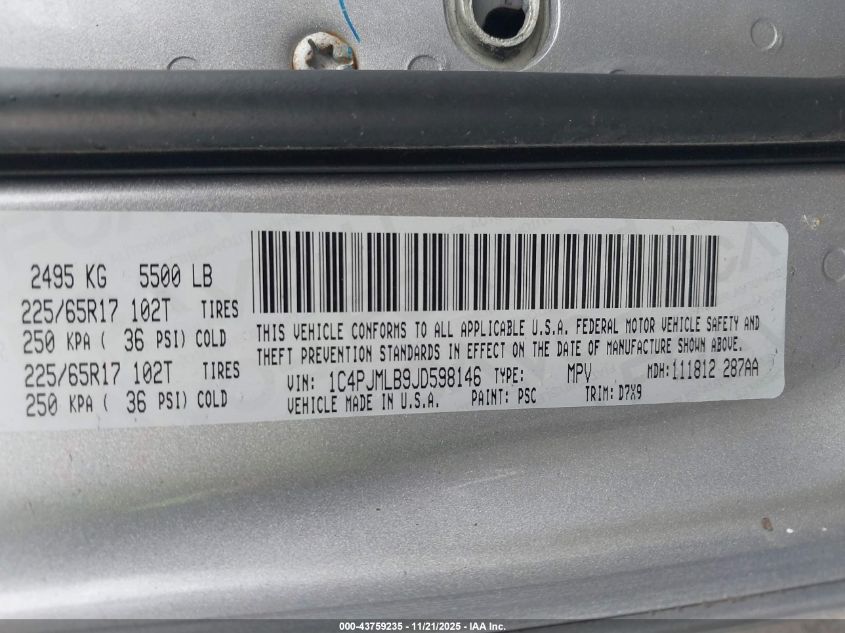 2495 KG 5500 LB
225/65R17 102T TIRES
250 KPA ( 36 PSI) COLD
225/65R17 102T TIRES
250 KPA ( 36 PSI) COLD
THIS VEHICLE CONFORMS TO ALL APPLICABLE U.S.A. FEDERAL MOTOR VEHICLE SAFETY AND
THEFT PREVENTION STANDARDS IN EFFECT ON THE DATE OF MANUFACTURE SHOWN ABOVE.
VIN: 1C4PJMLB9JD598146 TYPE: MPV MDH:111812 287AA
VEHICLE MADE IN U.S.A. PAINT: PSC TRIM: D7X9
000-43759235 - 11/21/2025 - IAA Inc.